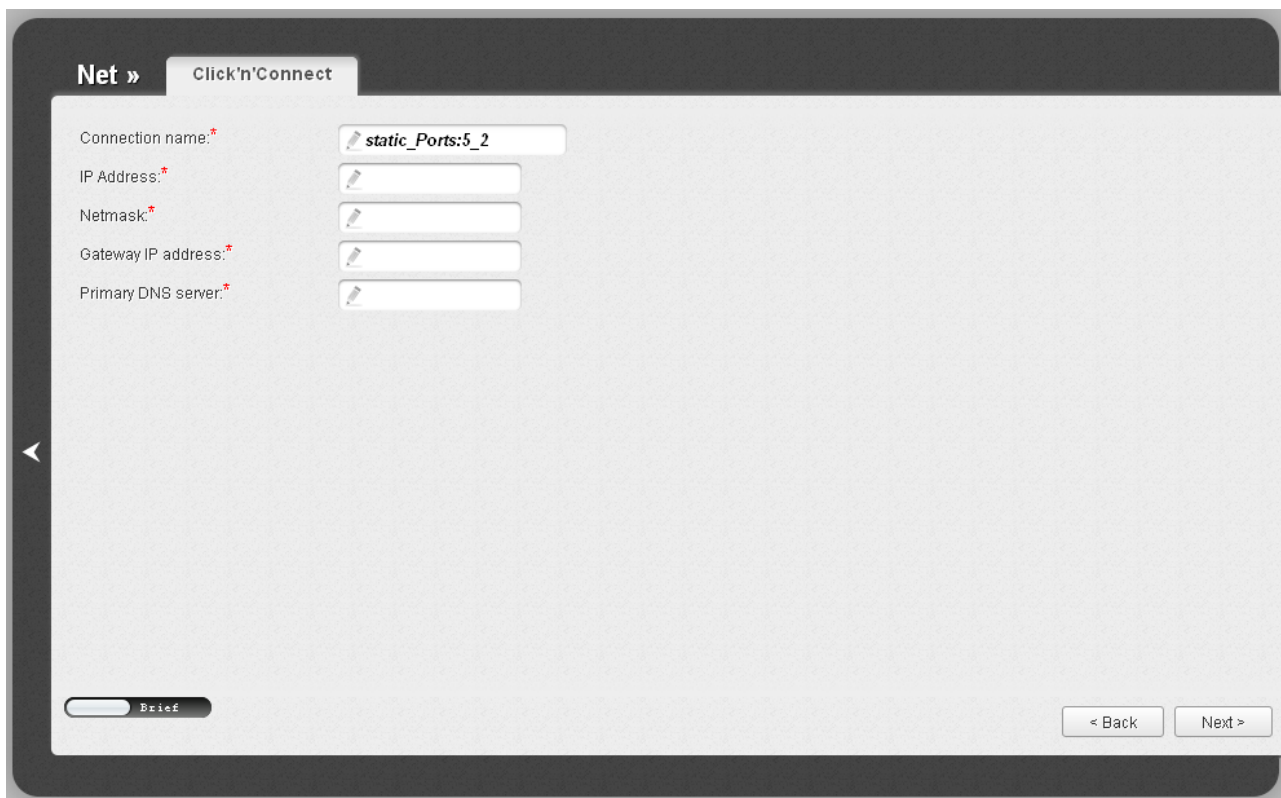 Net » Click'n'Connect
Connection name:* static_Ports:5_2
IP Address:*
Netmask:*
Gateway IP address:*
Primary DNS server:*
Brief
< Back Next >